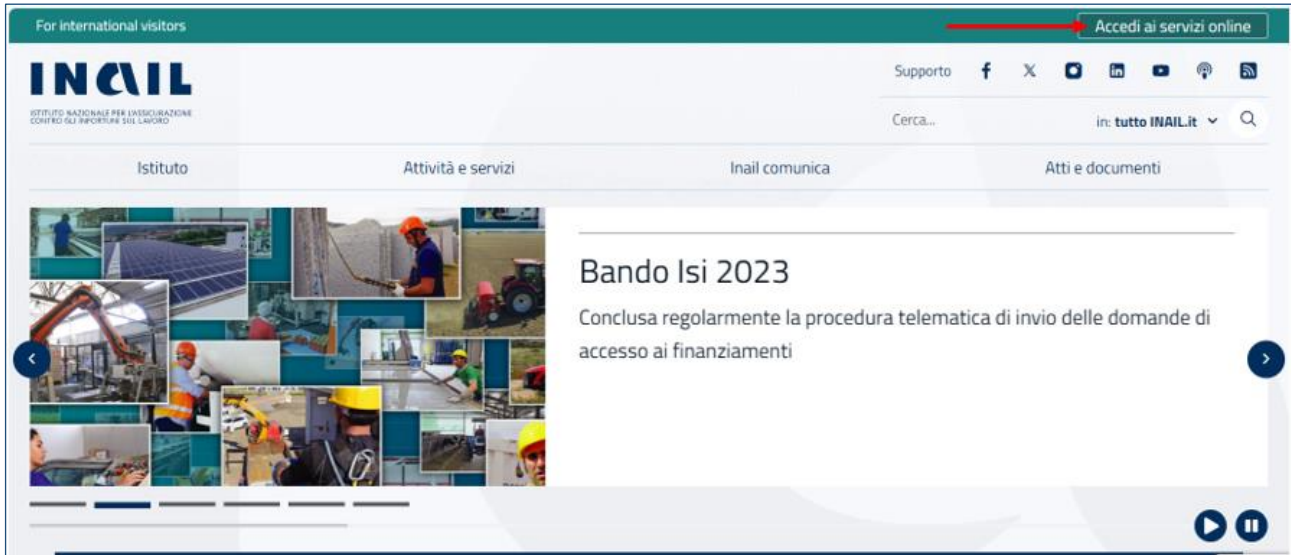 For international visitors
Accedi ai servizi online
INAIL
ISTITUTO NAZIONALE PER L'ASSICURAZIONE
CONTRO GLI INFORTUNI SUL LAVORO
Supporto
Cerca...
in: tutto INAIL.it
Istituto
Attività e servizi
Inail comunica
Atti e documenti
Bando Isi 2023
Conclusa regolarmente la procedura telematica di invio delle domande di
accesso ai finanziamenti